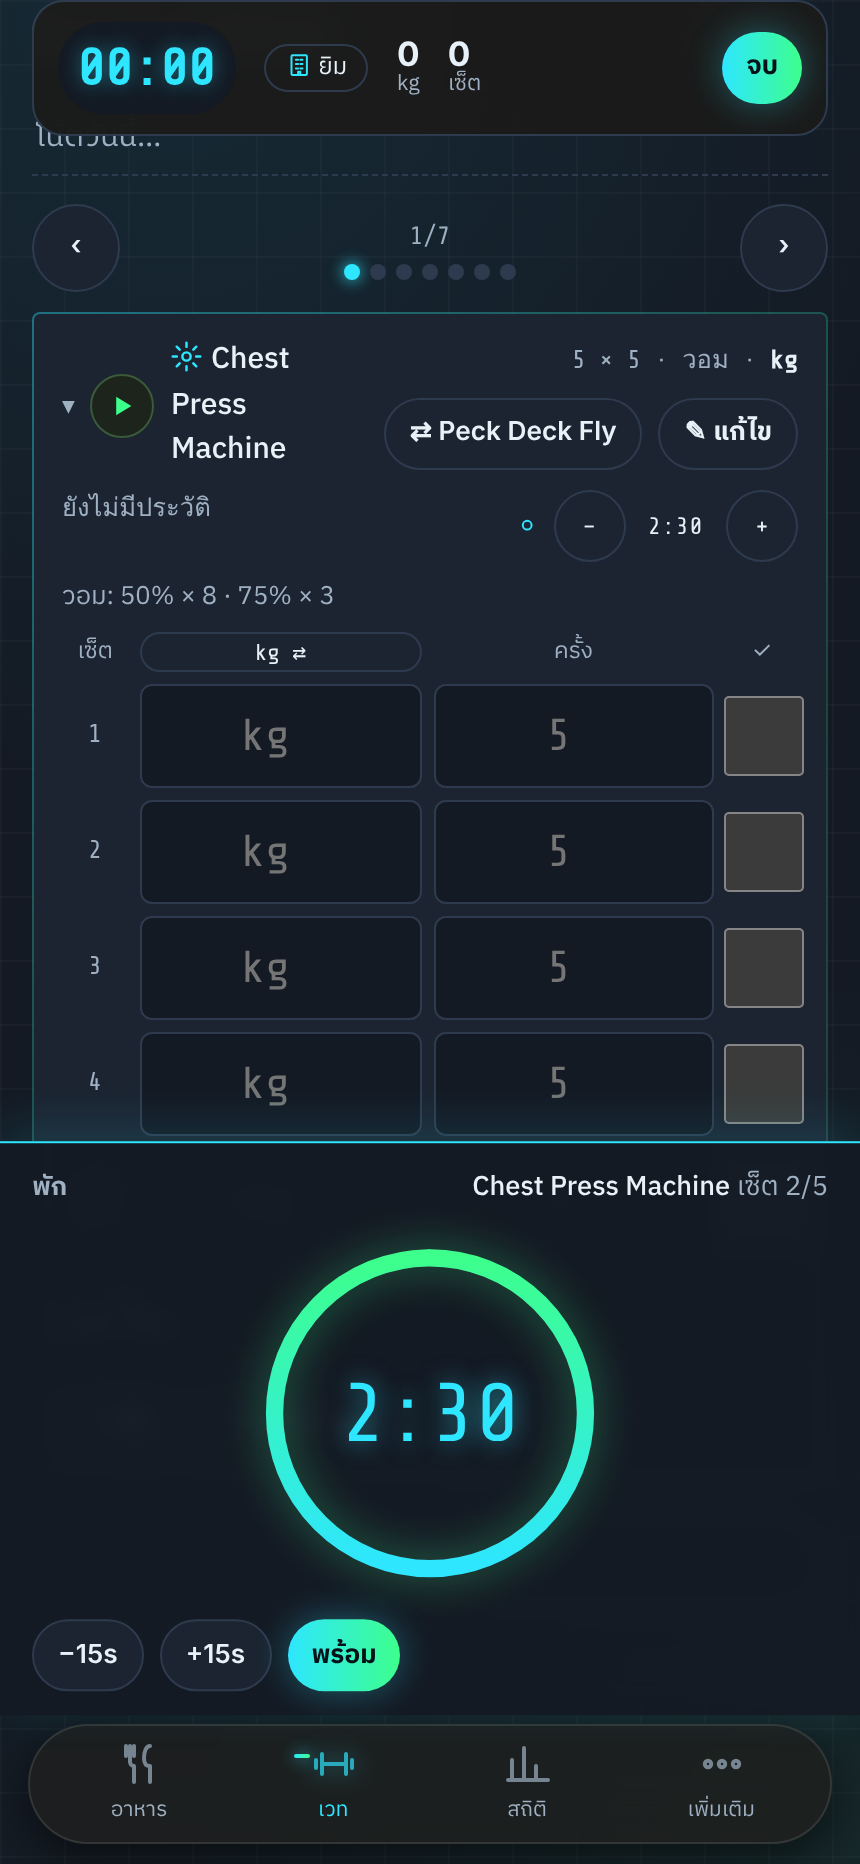 00:00 ยิม 0 kg 0 เซ็ต จบ
1/7
Chest Press Machine
5 × 5 · วอม · kg
⇄ Peck Deck Fly ✎ แก้ไข
ยังไม่มีประวัติ
− 2:30 +
วอม: 50% × 8 · 75% × 3
เซ็ต kg ⇄ ครั้ง ✓
1 kg 5
2 kg 5
3 kg 5
4 kg 5
พัก Chest Press Machine เซ็ต 2/5
2:30
−15s +15s พร้อม
อาหาร เวท สถิติ เพิ่มเติม